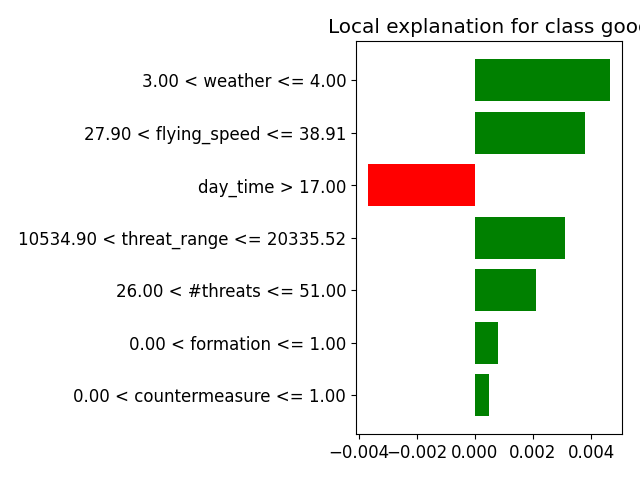 Local explanation for class good
3.00 < weather <= 4.00
27.90 < flying_speed <= 38.91
day_time > 17.00
10534.90 < threat_range <= 20335.52
26.00 < #threats <= 51.00
0.00 < formation <= 1.00
0.00 < countermeasure <= 1.00
−0.004 −0.002 0.000 0.002 0.004